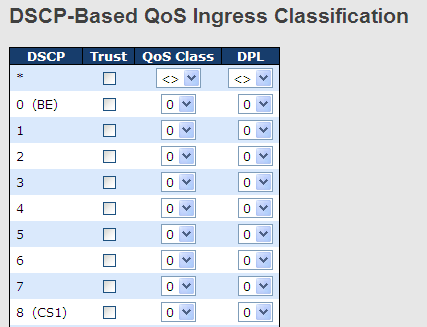 DSCP-Based QoS Ingress Classification
DSCP Trust QoS Class DPL
* <> <>
0 (BE) 0 0
1 0 0
2 0 0
3 0 0
4 0 0
5 0 0
6 0 0
7 0 0
8 (CS1) 0 0